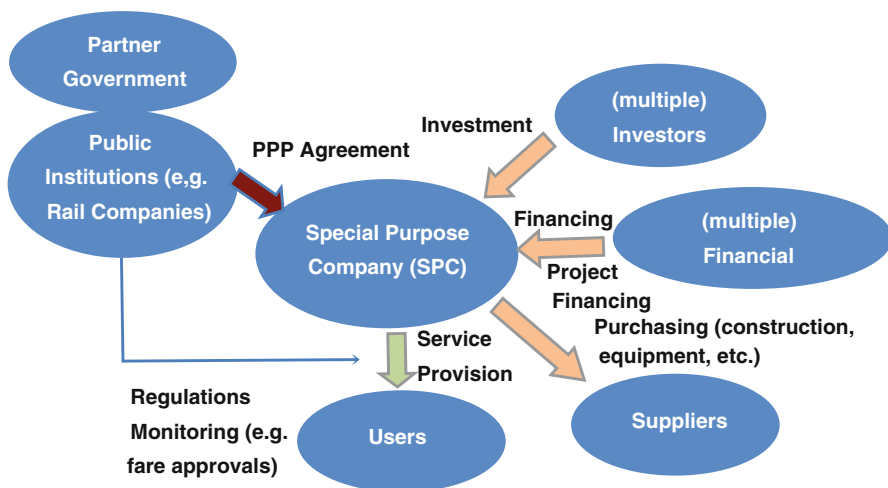 Partner
Government
Public
Institutions (e,g.
Rail Companies)
PPP Agreement
Investment
(multiple)
Investors
Special Purpose
Company (SPC)
Financing
Project
Financing
(multiple)
Financial
Purchasing (construction,
equipment, etc.)
Service
Provision
Regulations
Monitoring (e.g.
fare approvals)
Users
Suppliers